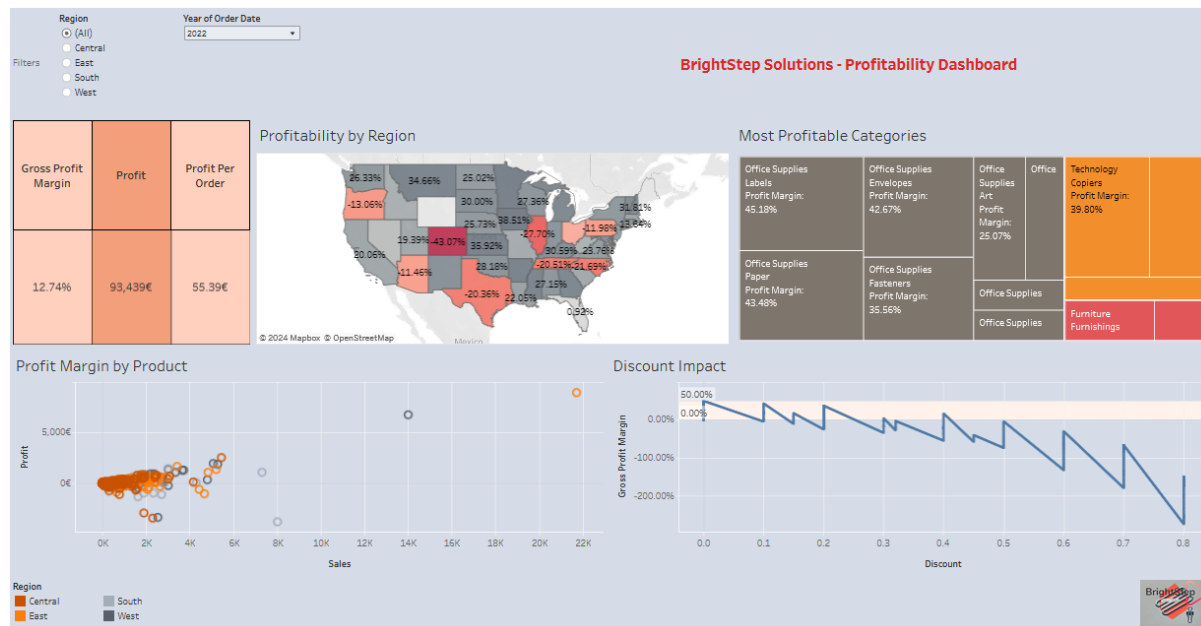 Region
(All)
Central
East
South
West
Filters
Year of Order Date
2022
BrightStep Solutions - Profitability Dashboard
Gross Profit
Margin
Profit
Profit Per
Order
12.74%
93,439€
55.39€
Profitability by Region
26.33%
34.66%
25.02%
-13.06%
30.00%
27.36%
31.81%
25.73%
38.51%
-11.98%
13.64%
20.06%
19.39%
-43.07%
35.92%
-27.70%
30.59%
23.76%
-11.46%
28.18%
-20.51%
-21.69%
-20.36%
22.05%
27.15%
0.92%
© 2024 Mapbox © OpenStreetMap
Mexico
Most Profitable Categories
Office Supplies
Labels
Profit Margin:
45.18%
Office Supplies
Paper
Profit Margin:
43.48%
Office Supplies
Envelopes
Profit Margin:
42.67%
Office Supplies
Fasteners
Profit Margin:
35.56%
Office
Supplies
Art
Profit
Margin:
25.07%
Office
Office Supplies
Office Supplies
Technology
Copiers
Profit Margin:
39.80%
Furniture
Furnishings
Profit Margin by Product
Profit
5,000€
0€
0K
2K
4K
6K
8K
10K
12K
14K
16K
18K
20K
22K
Sales
Discount Impact
Gross Profit Margin
50.00%
0.00%
0.00%
-100.00%
-200.00%
0.0
0.1
0.2
0.3
0.4
0.5
0.6
0.7
0.8
Discount
Region
Central
South
East
West
BrightStep